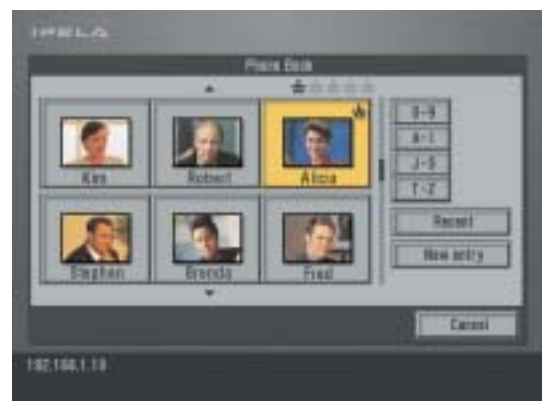 IPELA
Phone Book
Kim
Robert
Alicia
Stephen
Brenda
Fred
0-9
A-I
J-S
T-Z
Recent
New entry
Cancel
192.168.1.10